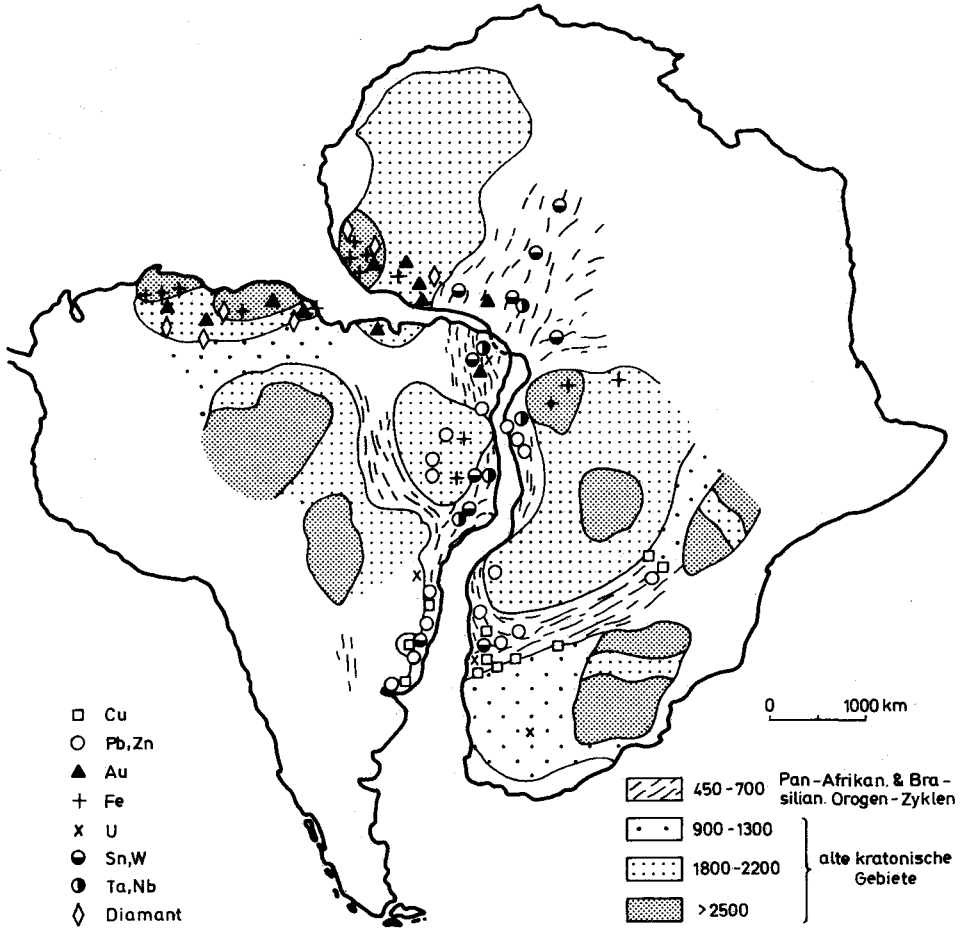 0 1000 km
Cu
Pb,Zn
Au
Fe
U
Sn,W
Ta,Nb
Diamant
450-700 Pan-Afrikan. & Bra-
silian. Orogen-Zyklen
900-1300
1800-2200
>2500
alte kratonische
Gebiete